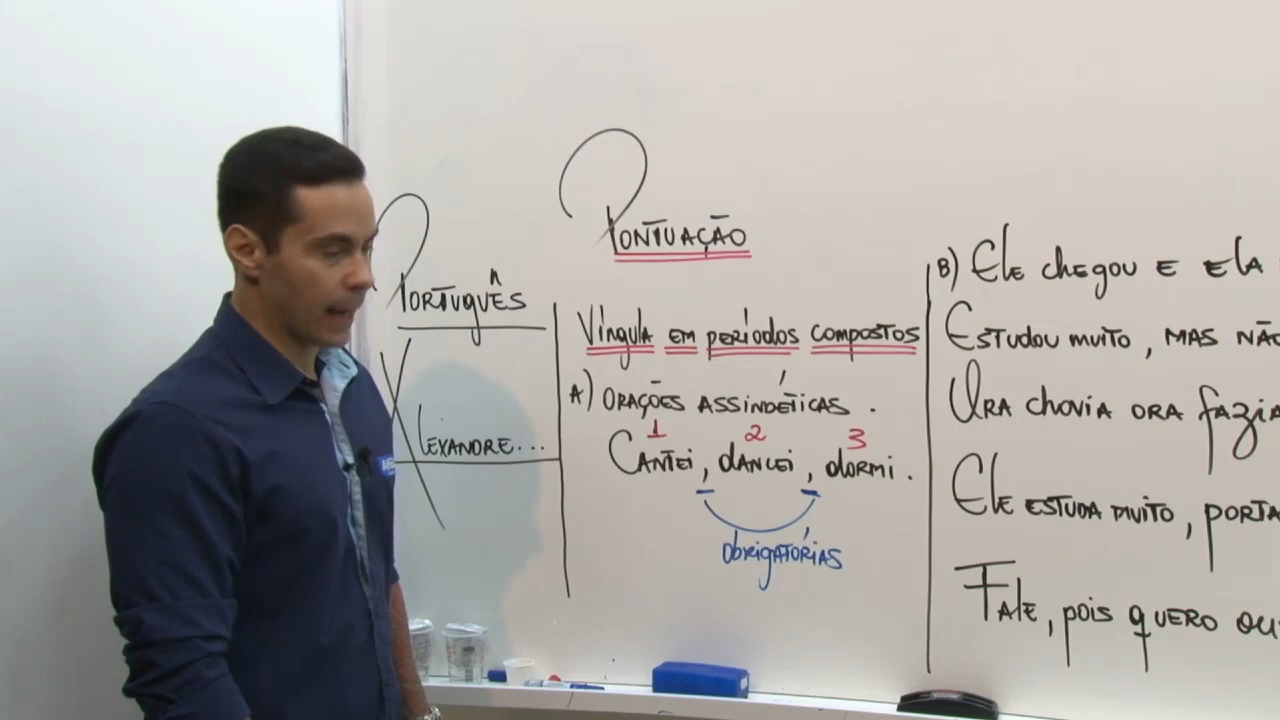 Português
Alexandre...
Pontuação
Vírgula em períodos compostos
A) Orações assindéticas.
1 2 3
Cantei, dancei, dormi.
obrigatórias
B) Ele chegou e ela
Estudou muito, mas não
Ora chovia ora fazia
Ele estuda muito, porta
Fale, pois quero ou